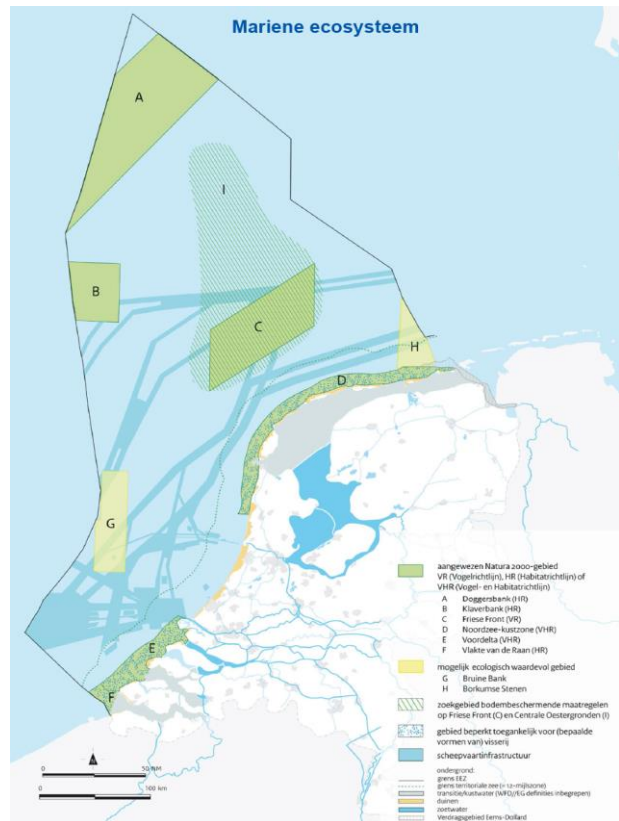 Mariene ecosysteem
A
I
B
C
H
D
G
E
F
aangewezen Natura 2000-gebied
VR (Vogelrichtlijn), HR (Habitatrichtlijn) of
VHR (Vogel- en Habitatrichtlijn)
A Doggersbank (HR)
B Klaverbank (HR)
C Friese Front (VR)
D Noordzee-kustzone (VHR)
E Voordelta (VHR)
F Vlakte van de Raan (HR)
mogelijk ecologisch waardevol gebied
G Bruine Bank
H Borkumse Stenen
zoekgebied bodembeschermende maatregelen
op Friese Front (C) en Centrale Oestergronden (I)
gebied beperkt toegankelijk voor (bepaalde
vormen van) visserij
scheepvaartinfrastructuur
ondergrond:
grens EEZ
grens territoriale zee (= 12-mijlszone)
transitie/kustwater (WFD//EG definities inbegrepen)
duinen
zoetwater
Verdragsgebied Eems-Dollard
0 50 NM
0 100 km